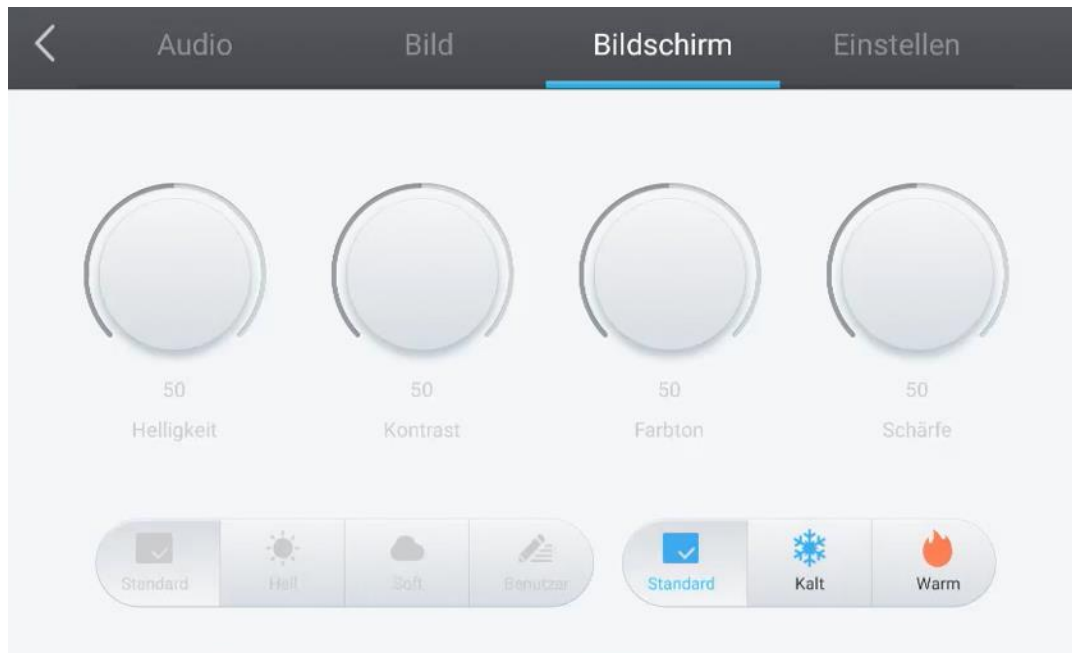 Audio Bild Bildschirm Einstellen
50 50 50 50
Helligkeit Kontrast Farbton Schärfe
Standard Hell Soft Benutzer Standard Kalt Warm